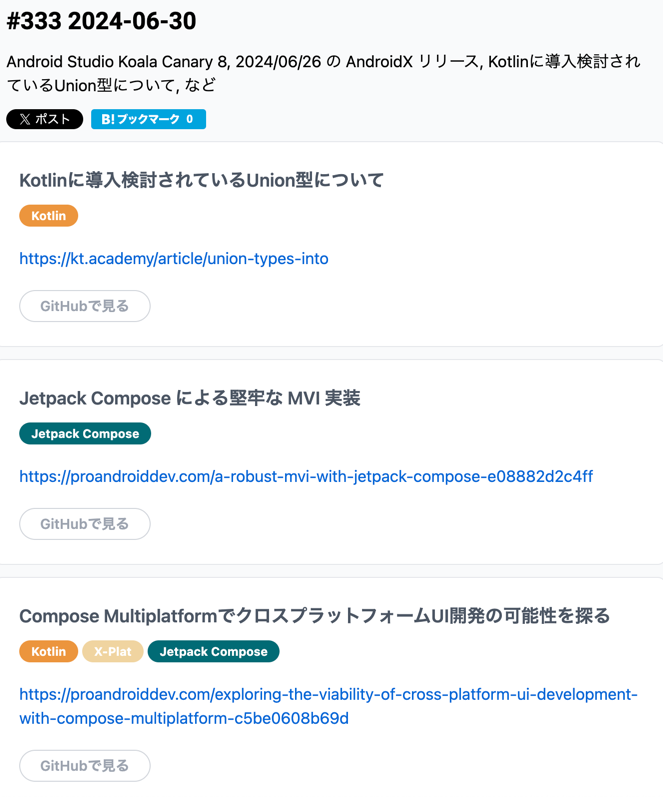 #333 2024-06-30
Android Studio Koala Canary 8, 2024/06/26 の AndroidX リリース, Kotlinに導入検討され
ているUnion型について, など
𝕏 ポスト B!ブックマーク 0
Kotlinに導入検討されているUnion型について
Kotlin
https://kt.academy/article/union-types-into
GitHubで見る
Jetpack Compose による堅牢な MVI 実装
Jetpack Compose
https://proandroiddev.com/a-robust-mvi-with-jetpack-compose-e08882d2c4ff
GitHubで見る
Compose MultiplatformでクロスプラットフォームUI開発の可能性を探る
Kotlin X-Plat Jetpack Compose
https://proandroiddev.com/exploring-the-viability-of-cross-platform-ui-development-
with-compose-multiplatform-c5be0608b69d
GitHubで見る